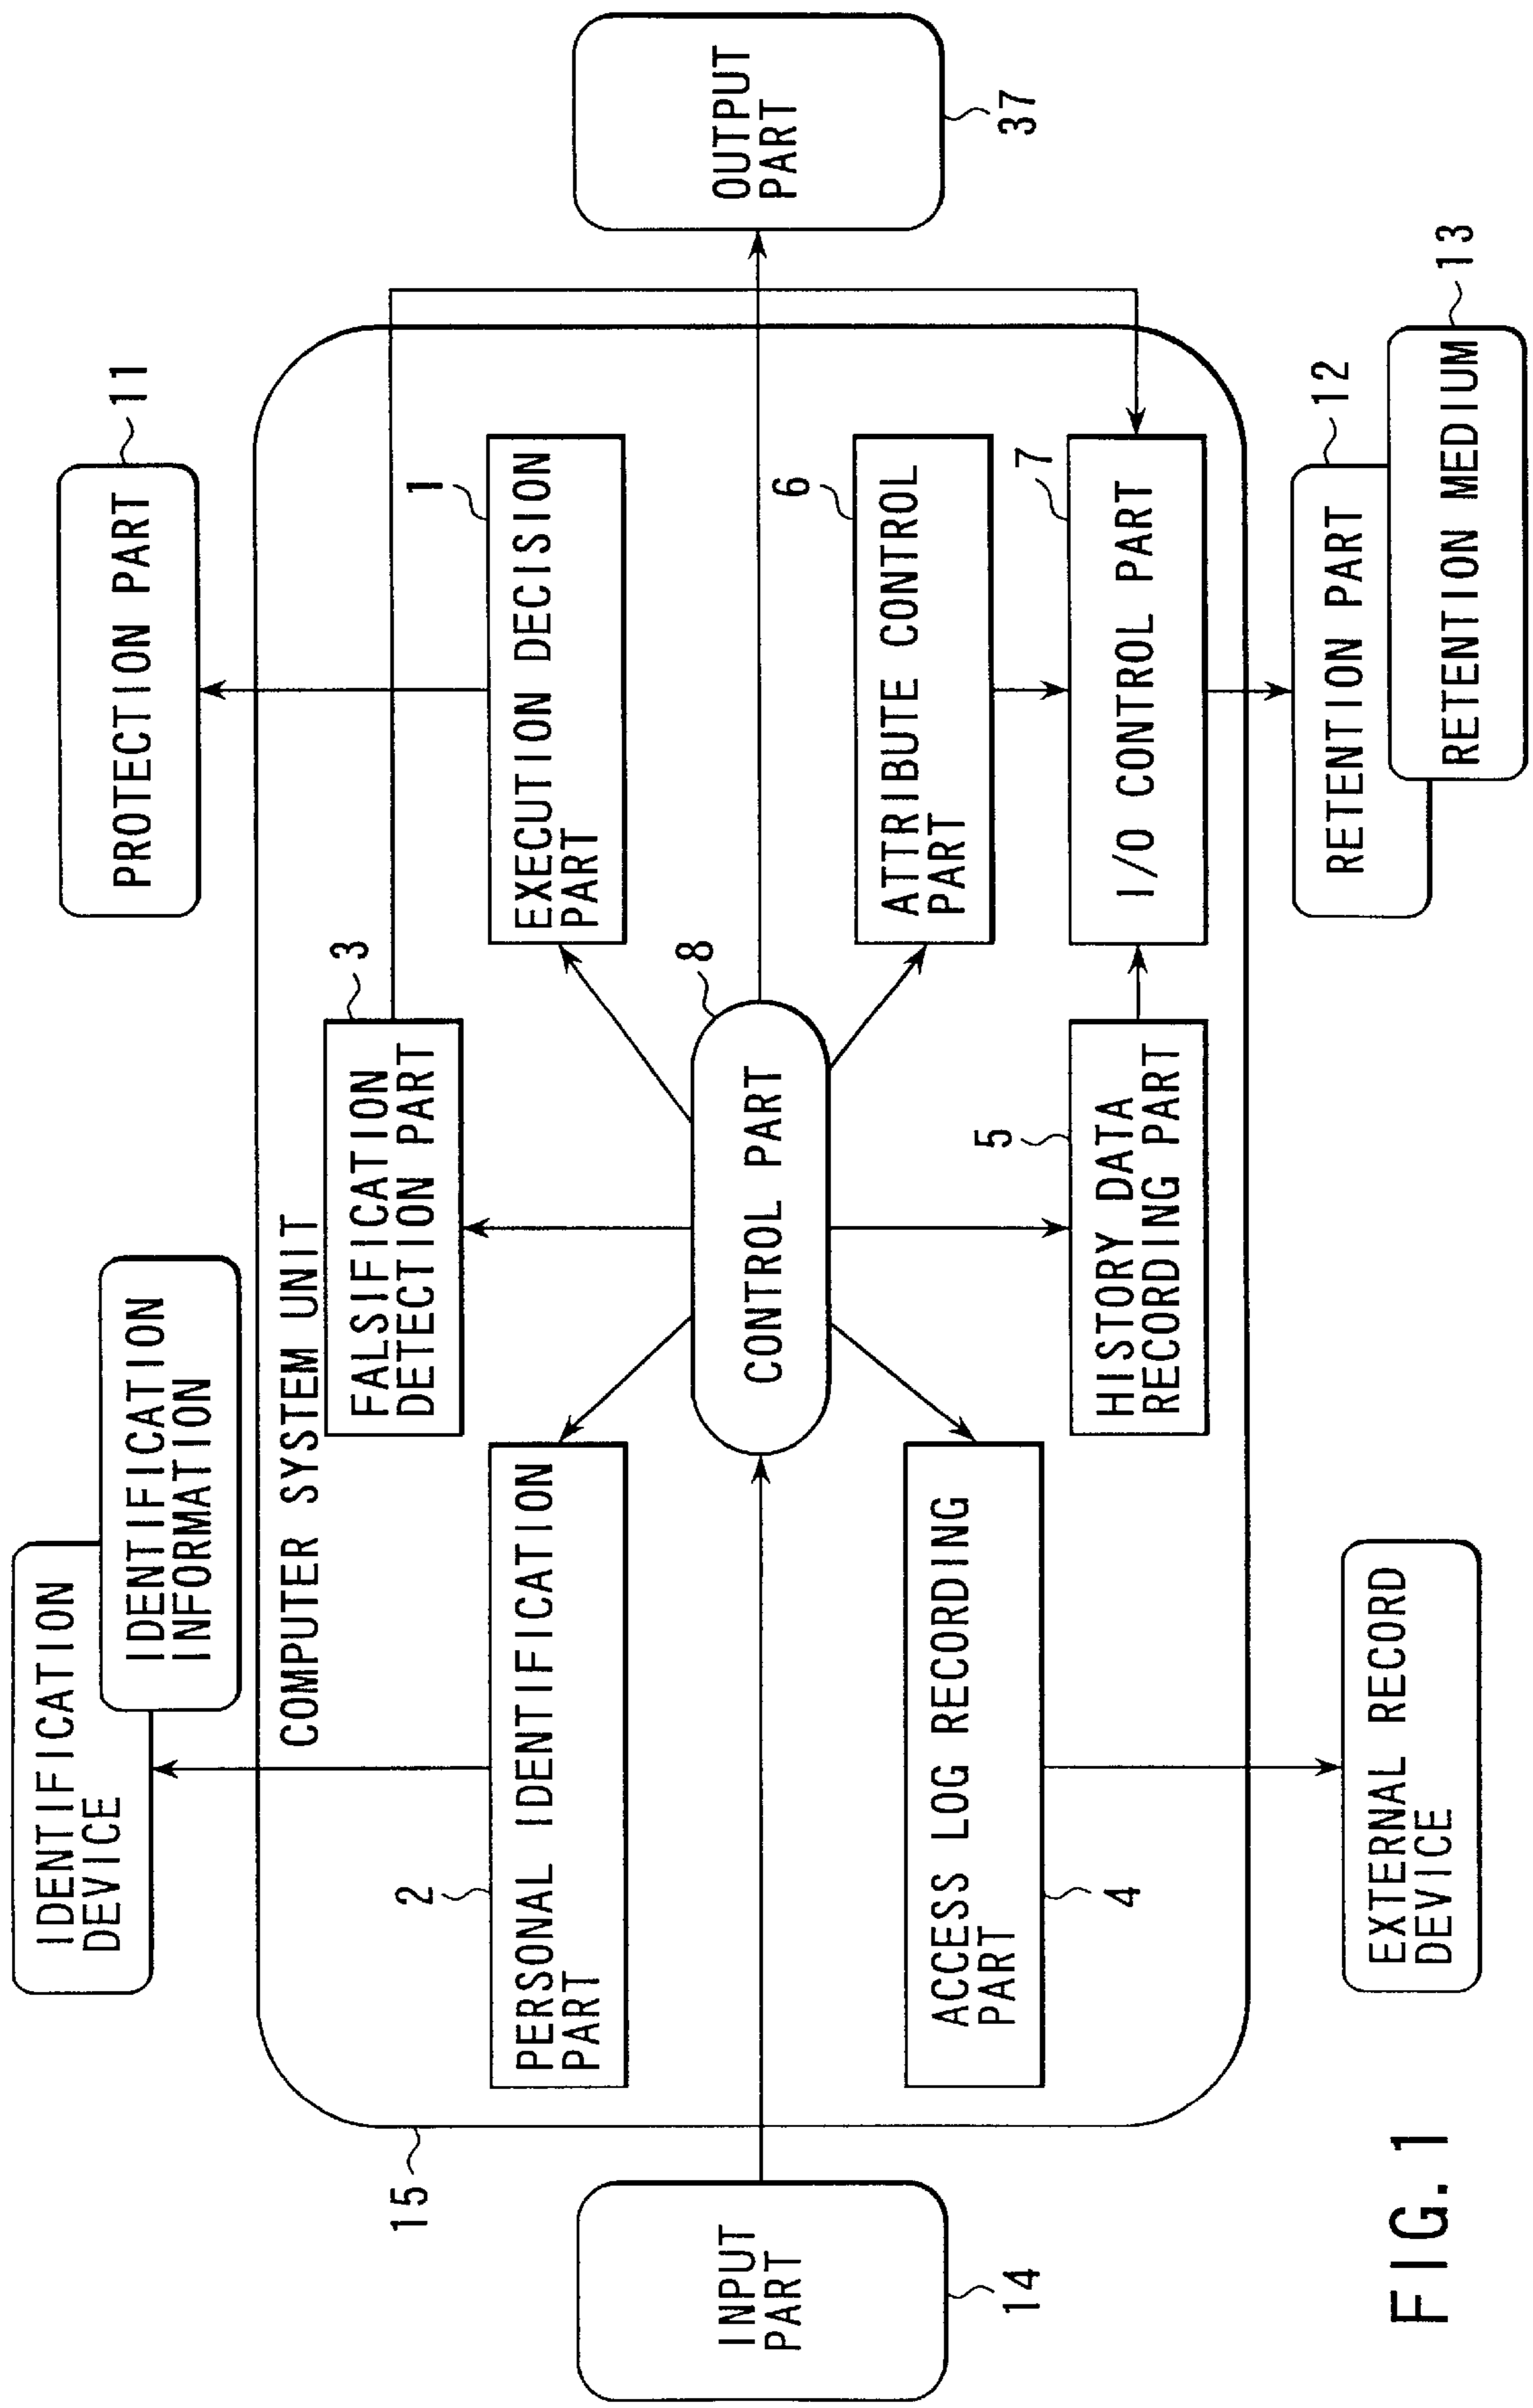 IDENTIFICATION
DEVICE
IDENTIFICATION
INFORMATION
PROTECTION PART
11
COMPUTER SYSTEM UNIT
15
FALSIFICATION
DETECTION PART
3
2
PERSONAL IDENTIFICATION
PART
1
EXECUTION DECISION
PART
INPUT
PART
14
CONTROL PART
8
OUTPUT
PART
37
ACCESS LOG RECORDING
PART
4
6
ATTRIBUTE CONTROL
PART
5
HISTORY DATA
RECORDING PART
7
I/O CONTROL PART
EXTERNAL RECORD
DEVICE
RETENTION PART
12
RETENTION MEDIUM
13
FIG. 1